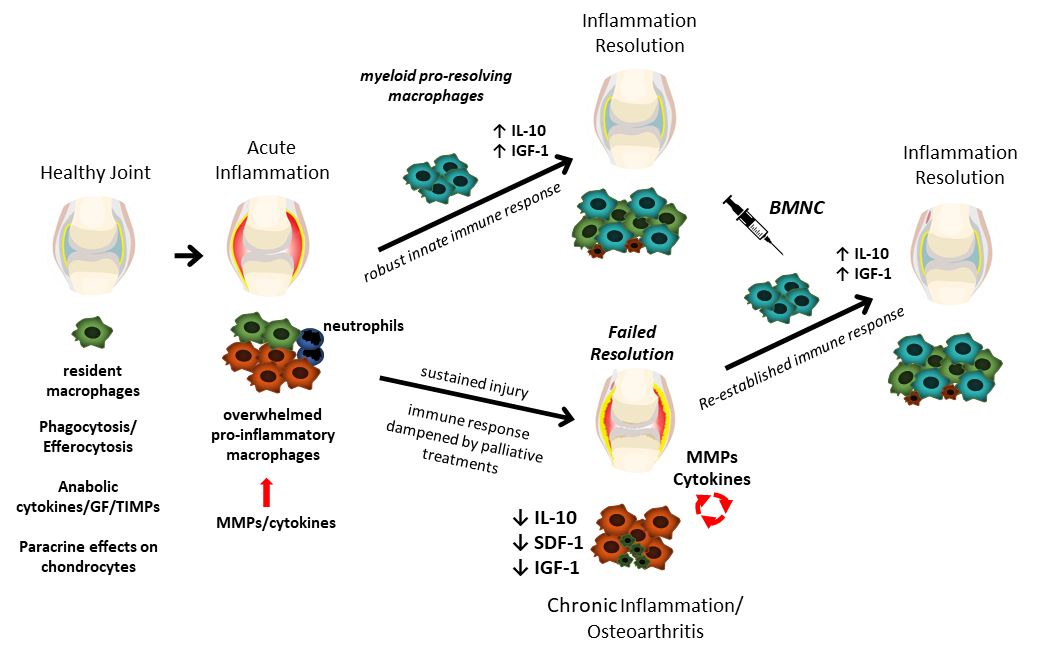 Healthy Joint
resident
macrophages
Phagocytosis/
Efferocytosis
Anabolic
cytokines/GF/TIMPs
Paracrine effects on
chondrocytes
Acute
Inflammation
neutrophils
overwhelmed
pro-inflammatory
macrophages
MMPs/cytokines
myeloid pro-resolving
macrophages
↑ IL-10
↑ IGF-1
robust innate immune response
Inflammation
Resolution
sustained injury
immune response
dampened by palliative
treatments
Failed
Resolution
MMPs
Cytokines
↓ IL-10
↓ SDF-1
↓ IGF-1
Chronic Inflammation/
Osteoarthritis
BMNC
↑ IL-10
↑ IGF-1
Re-established immune response
Inflammation
Resolution